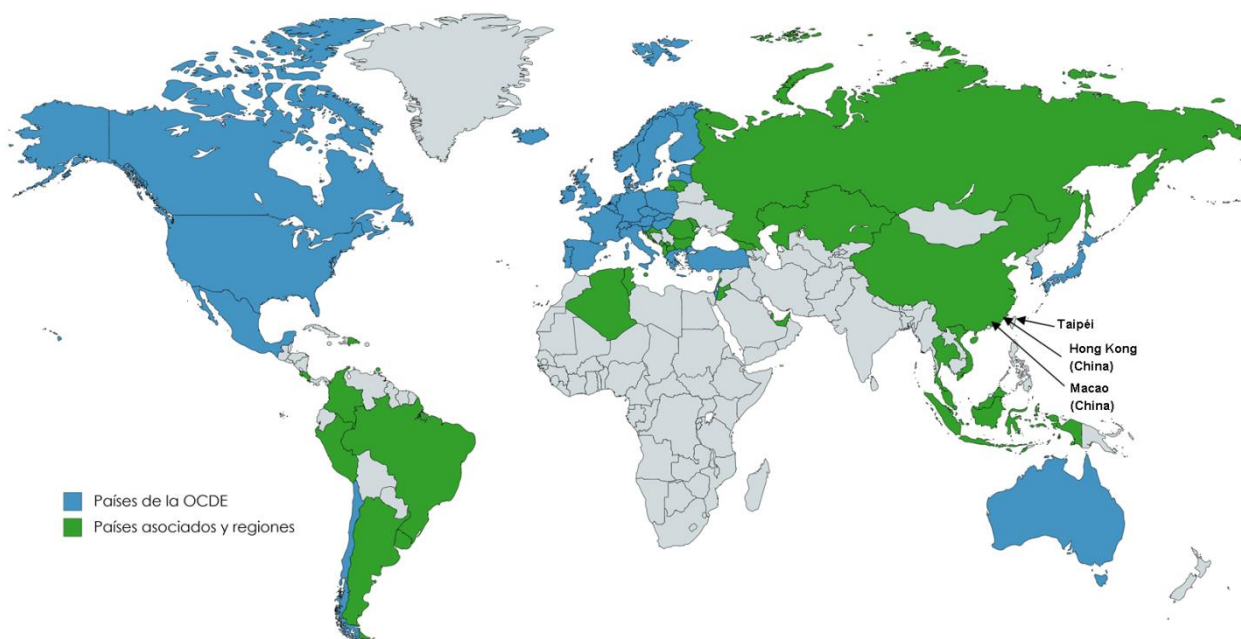 Taipéi
Hong Kong
(China)
Macao
(China)
Países de la OCDE
Países asociados y regiones